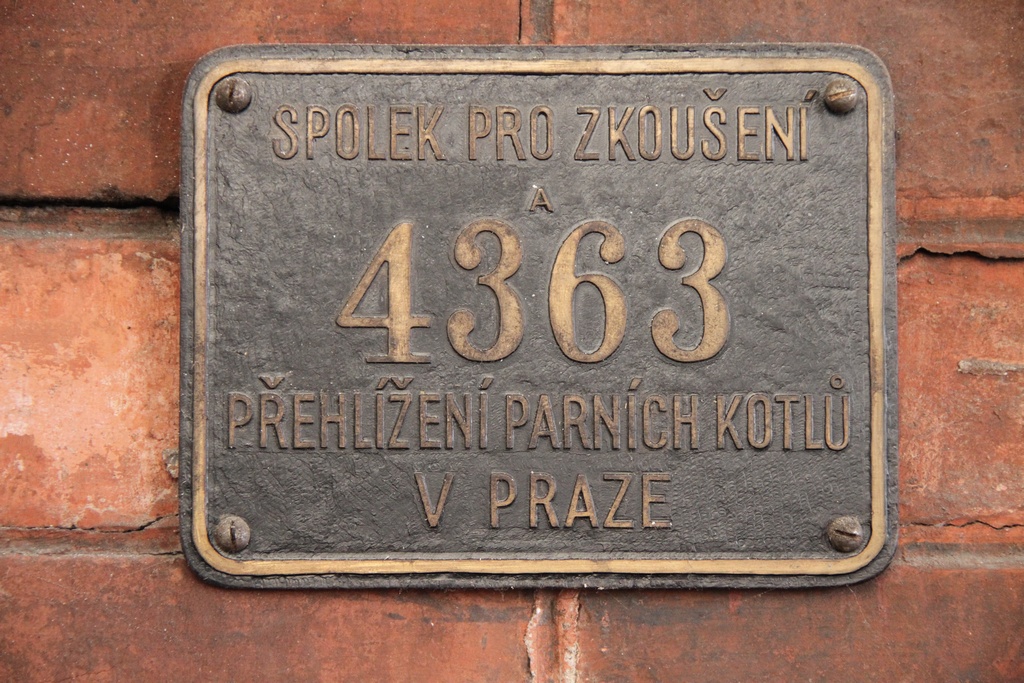 SPOLEK PRO ZKOUŠENÍ
A
4363
PŘEHLÍŽENÍ PARNÍCH KOTLŮ
V PRAZE